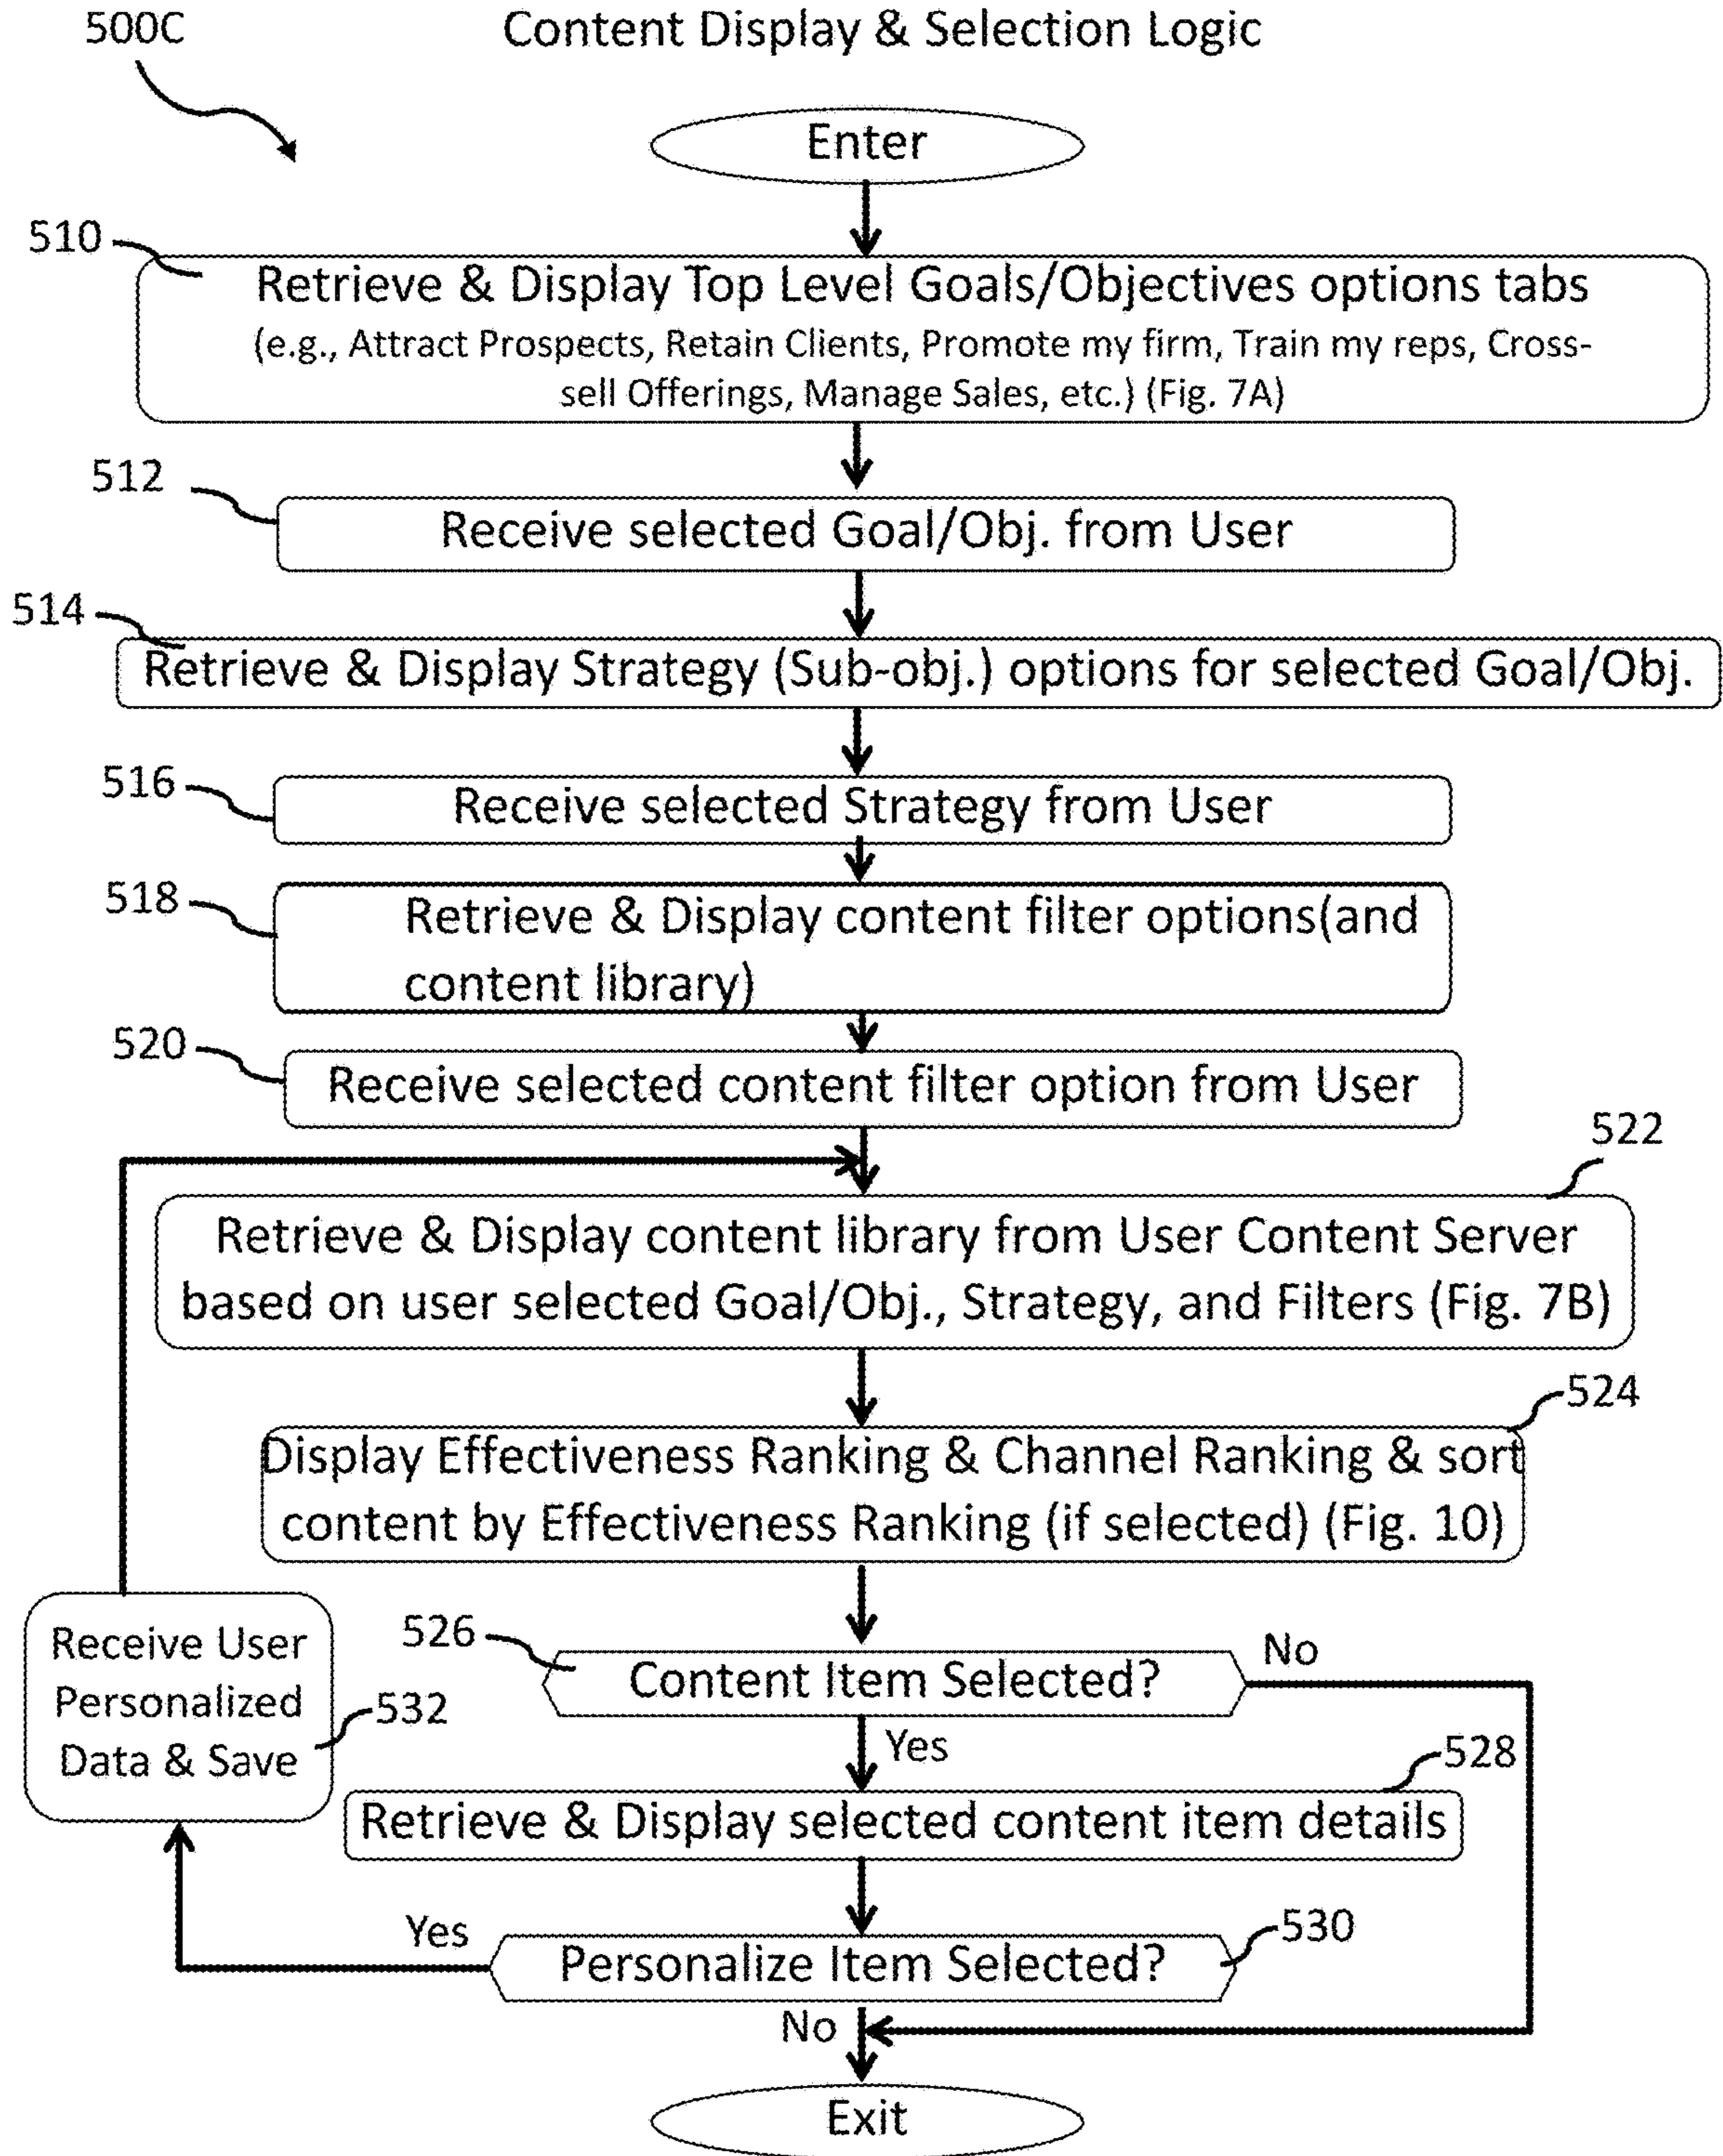 500C
Content Display & Selection Logic
Enter
510
Retrieve & Display Top Level Goals/Objectives options tabs
(e.g., Attract Prospects, Retain Clients, Promote my firm, Train my reps, Cross-
sell Offerings, Manage Sales, etc.) (Fig. 7A)
512
Receive selected Goal/Obj. from User
514
Retrieve & Display Strategy (Sub-obj.) options for selected Goal/Obj.
516
Receive selected Strategy from User
518
Retrieve & Display content filter options(and
content library)
520
Receive selected content filter option from User
522
Retrieve & Display content library from User Content Server
based on user selected Goal/Obj., Strategy, and Filters (Fig. 7B)
524
Display Effectiveness Ranking & Channel Ranking & sort
content by Effectiveness Ranking (if selected) (Fig. 10)
526
Content Item Selected?
No
Yes
Receive User
Personalized
Data & Save
532
528
Retrieve & Display selected content item details
530
Personalize Item Selected?
Yes
No
Exit